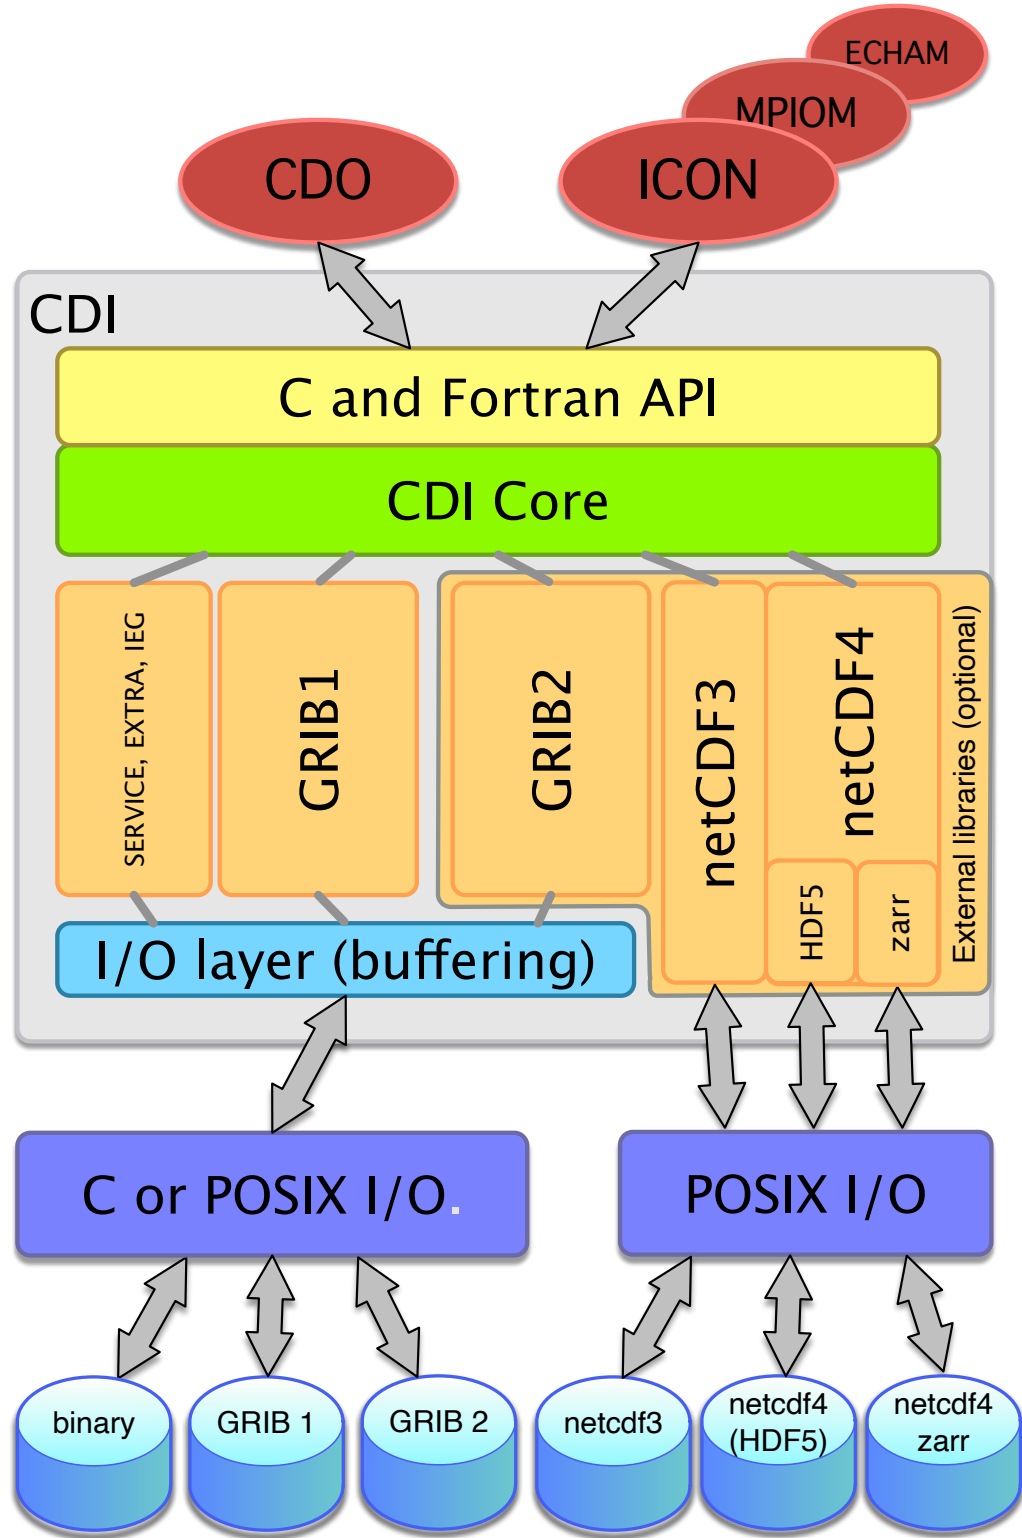 ECHAM
MPIOM
CDO
ICON
CDI
C and Fortran API
CDI Core
SERVICE, EXTRA, IEG
GRIB1
GRIB2
netCDF3
netCDF4
HDF5
zarr
External libraries (optional)
I/O layer (buffering)
C or POSIX I/O.
POSIX I/O
binary
GRIB 1
GRIB 2
netcdf3
netcdf4
(HDF5)
netcdf4
zarr